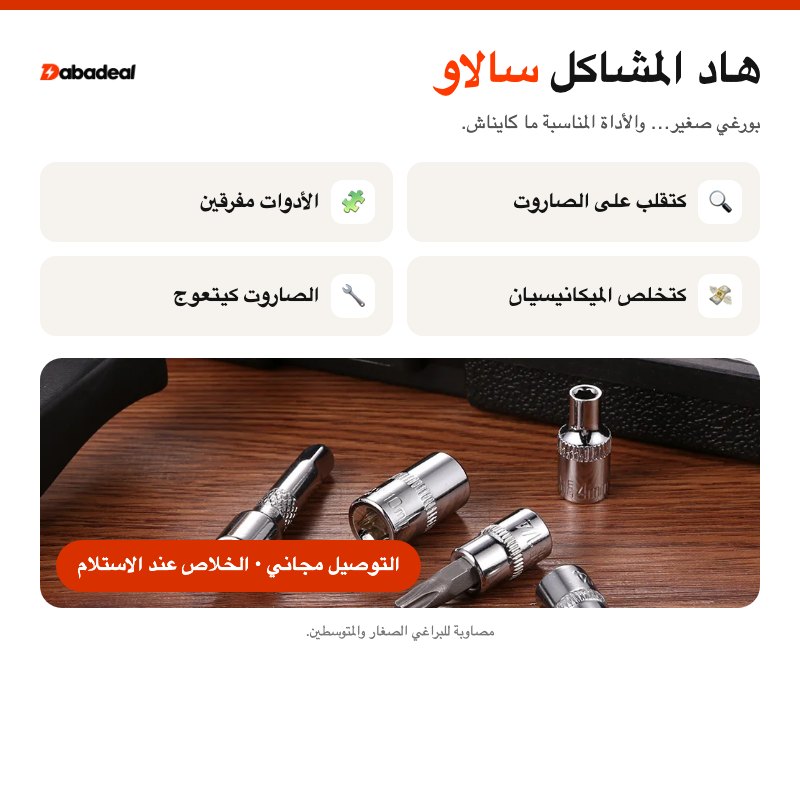 هاد المشاكل سالاو
Dabadeal
بورغي صغير... والأداة المناسبة ما كايناش.
كتقلب على الصاروت
الأدوات مفرقين
كتخلص الميكانيسيان
الصاروت كيتعوج
التوصيل مجاني • الخلاص عند الاستلام
مصاوبة للبراغي الصغار والمتوسطين.